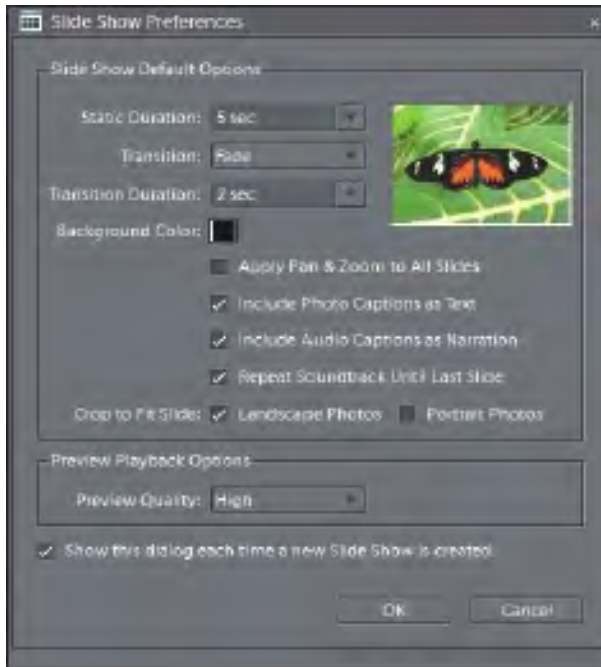 Slide Show Preferences
Slide Show Default Options
Static Duration: 5 sec
Transition: Fade
Transition Duration: 2 sec
Background Color:
Apply Pan & Zoom to All Slides
Include Photo Captions as Text
Include Audio Captions as Narration
Repeat Soundtrack Until Last Slide
Crop to Fit Slide: Landscape Photos Portrait Photos
Preview Playback Options
Preview Quality: High
Show this dialog each time a new Slide Show is created
OK Cancel